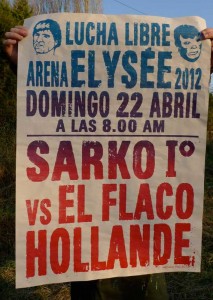 LUCHA LIBRE
ARENA ELYSÉE 2012
DOMINGO 22 ABRIL
A LAS 8.00 AM
SARKO I°
VS EL FLACO
HOLLANDE